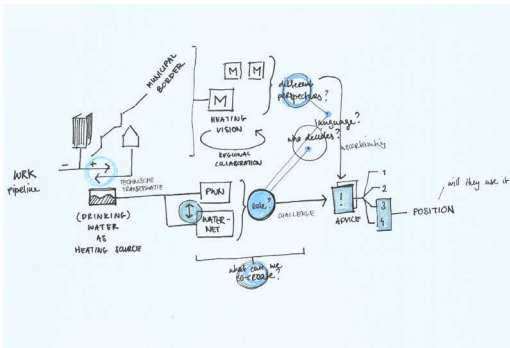 MUNICIPAL
BORDER
M
M
M
HEATING
VISION
REGIONAL
COLLABORATION
different
perspectives?
language?
who decides?
uncertainty
WRK
pipeline
-
+
TECHNISCHE
(DRINKING)
WATER
AS
HEATING SOURCE
PWN
WATER-
NET
Role?
CHALLENGE
!
ADVICE
1
2
3
4
POSITION
will they use it
what can we
co-create?